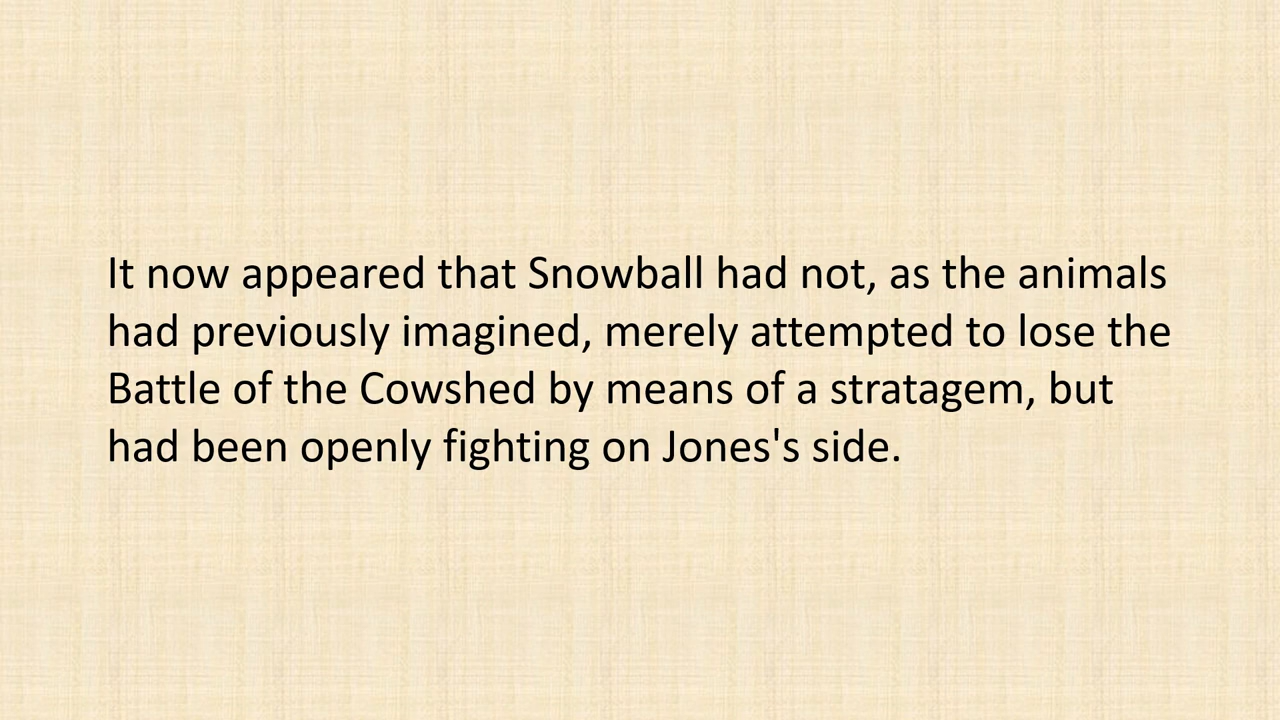 It now appeared that Snowball had not, as the animals
had previously imagined, merely attempted to lose the
Battle of the Cowshed by means of a stratagem, but
had been openly fighting on Jones's side.